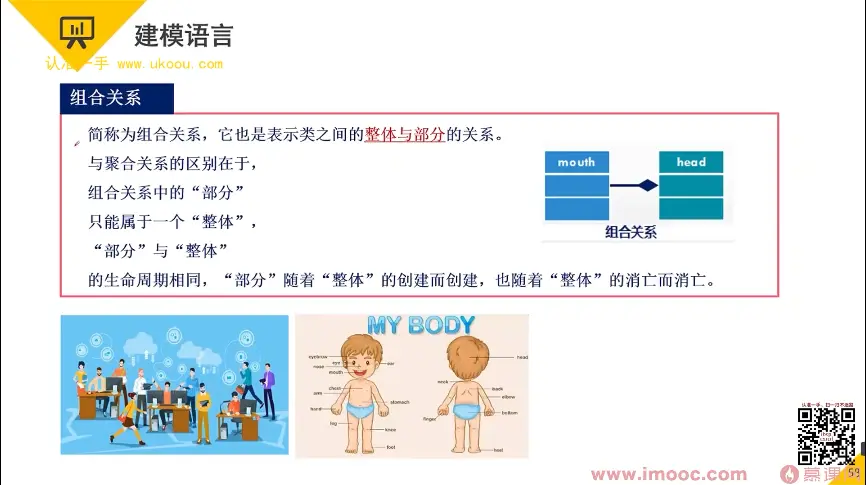 建模语言
认准一手 www.ukoou.com
组合关系
简称为组合关系，它也是表示类之间的整体与部分的关系。
与聚合关系的区别在于，
组合关系中的“部分”
只能属于一个“整体”，
“部分”与“整体”
的生命周期相同，“部分”随着“整体”的创建而创建，也随着“整体”的消亡而消亡。
mouth head
组合关系
MY BODY
eyebrow
eye
ear
nose
mouth
head
chest
neck
back
arm
elbow
stomach
hand
bottom
finger
leg
knee
foot
heel
www.imooc.com
慕课
59